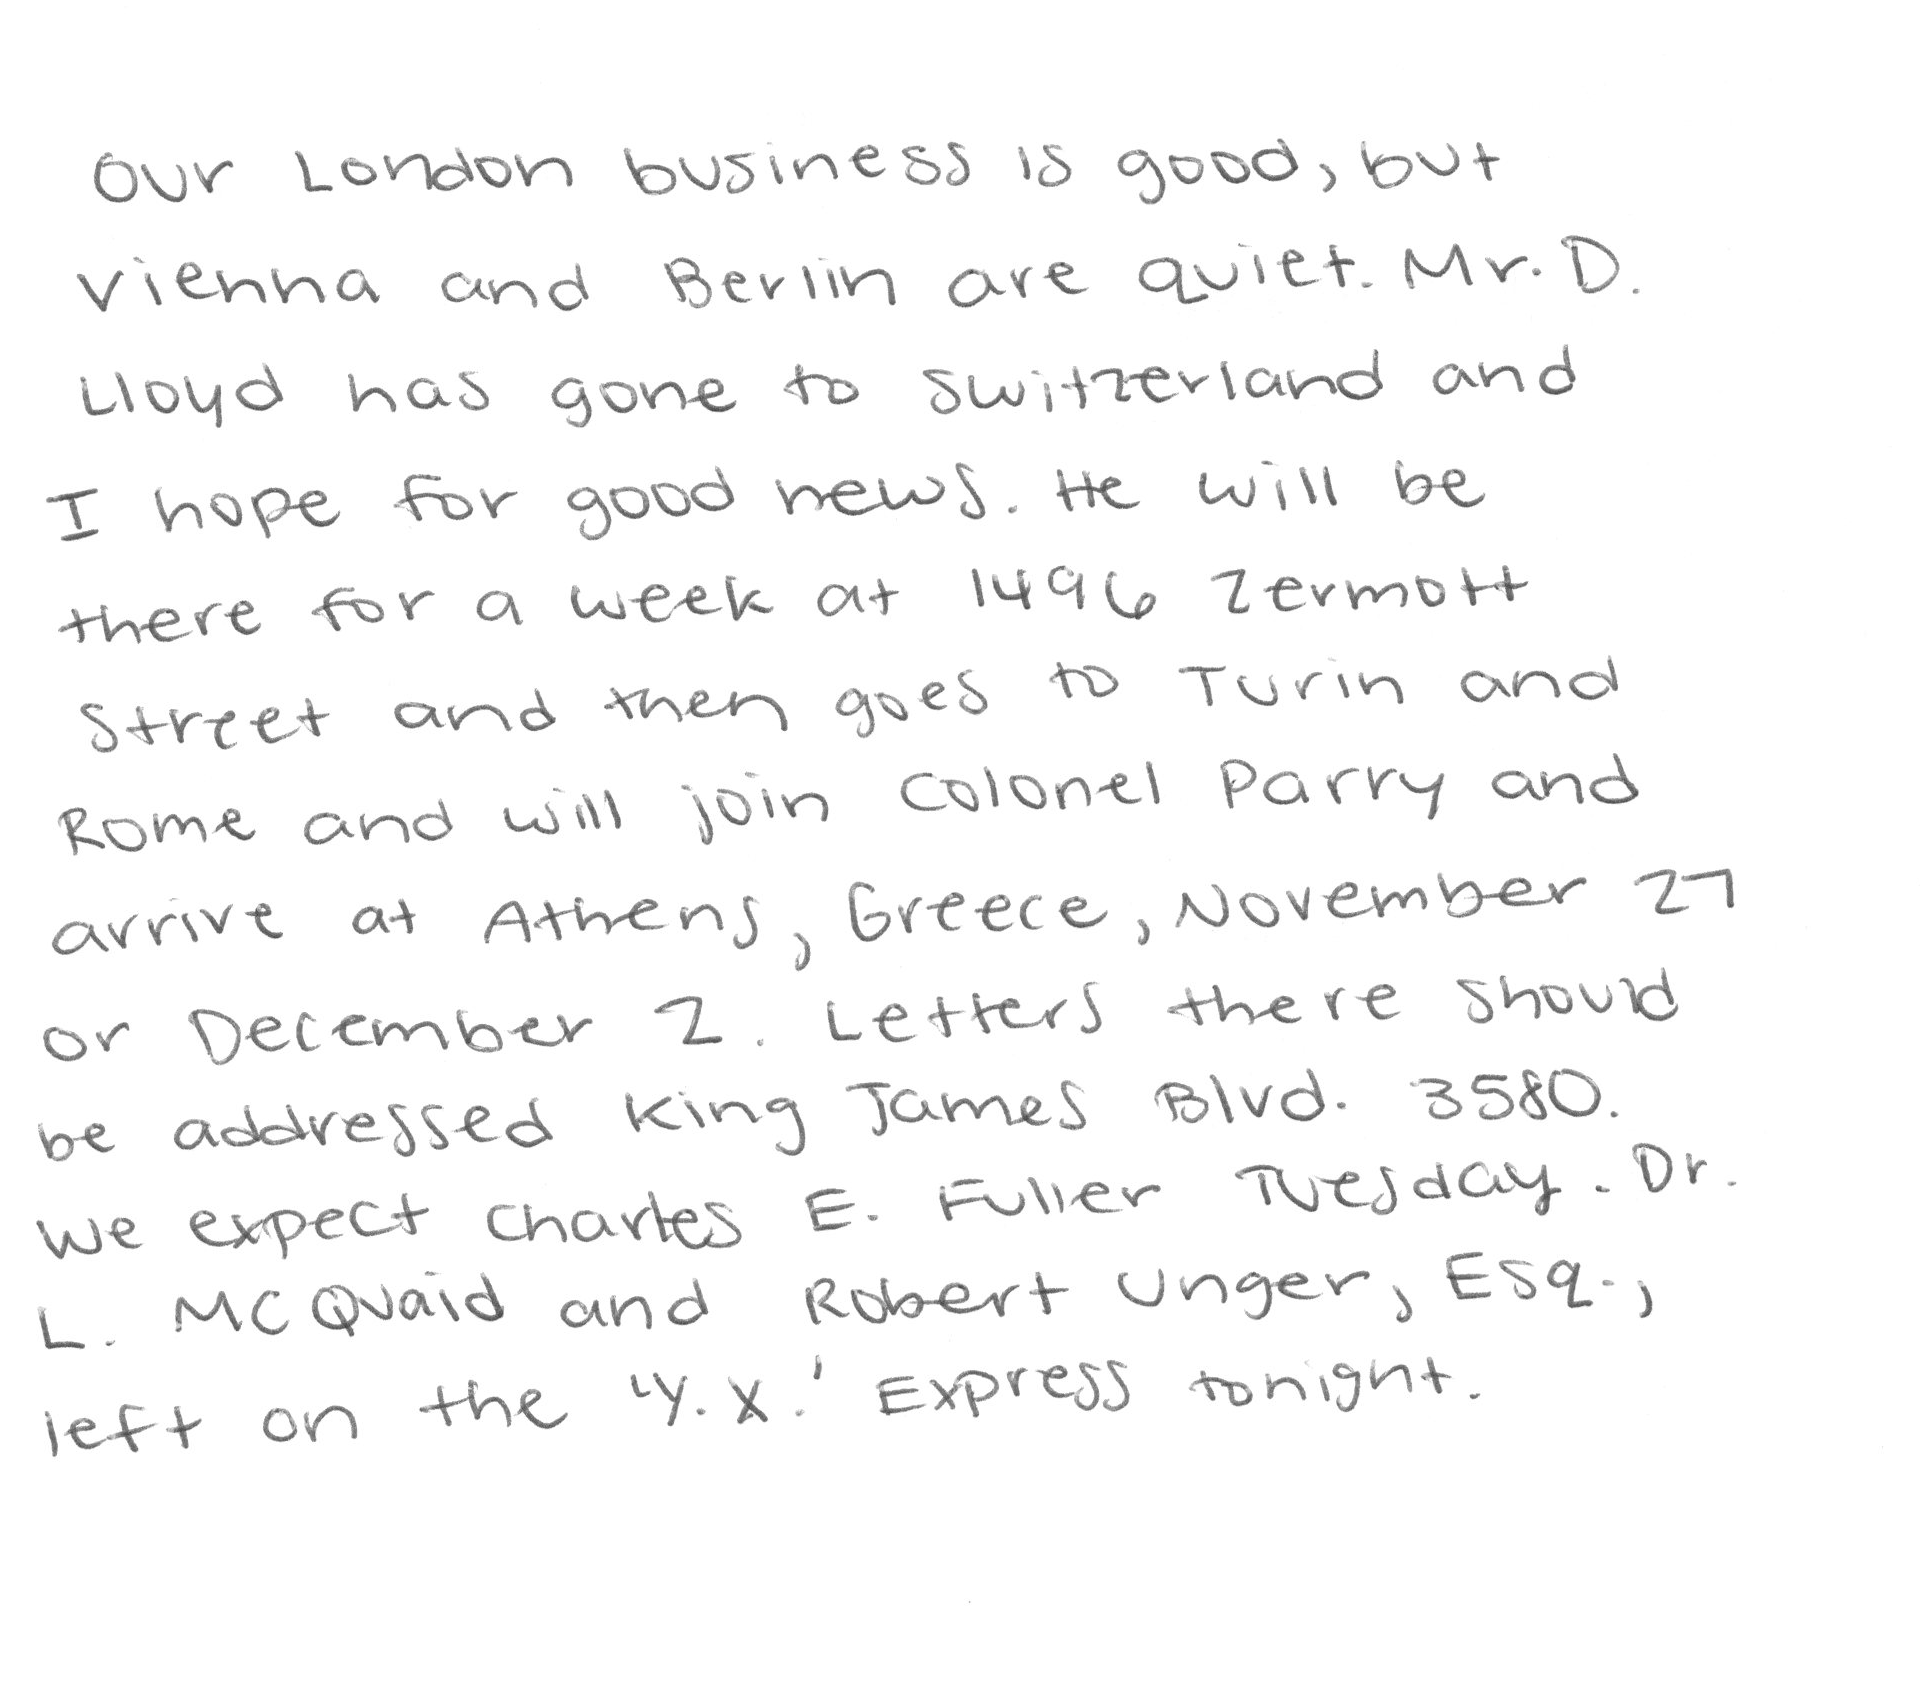 Our London business is good, but
Vienna and Berlin are quiet. Mr. D.
Lloyd has gone to Switzerland and
I hope for good news. He will be
there for a week at 1496 Zermott
Street and then goes to Turin and
Rome and will join Colonel Parry and
arrive at Athens, Greece, November 27
or December 2. Letters there should
be addressed King James Blvd. 3580.
We expect Charles E. Fuller Tuesday. Dr.
L. McQuaid and Robert Unger, Esq.,
left on the 'Y.X.' Express tonight.